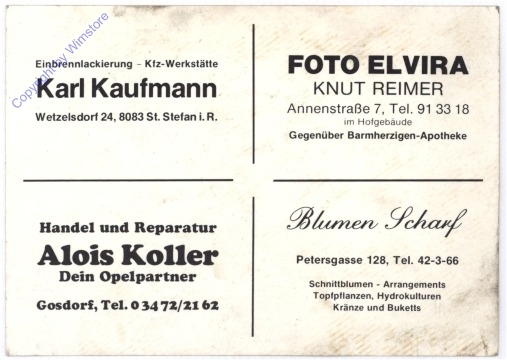 Copyright by Wimstore
Einbrennlackierung - Kfz-Werkstätte
Karl Kaufmann
Wetzelsdorf 24, 8083 St. Stefan i. R.
FOTO ELVIRA
KNUT REIMER
Annenstraße 7, Tel. 91 33 18
im Hofgebäude
Gegenüber Barmherzigen-Apotheke
Handel und Reparatur
Alois Koller
Dein Opelpartner
Gosdorf, Tel. 0 34 72/21 62
Blumen Scharf
Petersgasse 128, Tel. 42-3-66
Schnittblumen - Arrangements
Topfpflanzen, Hydrokulturen
Kränze und Buketts